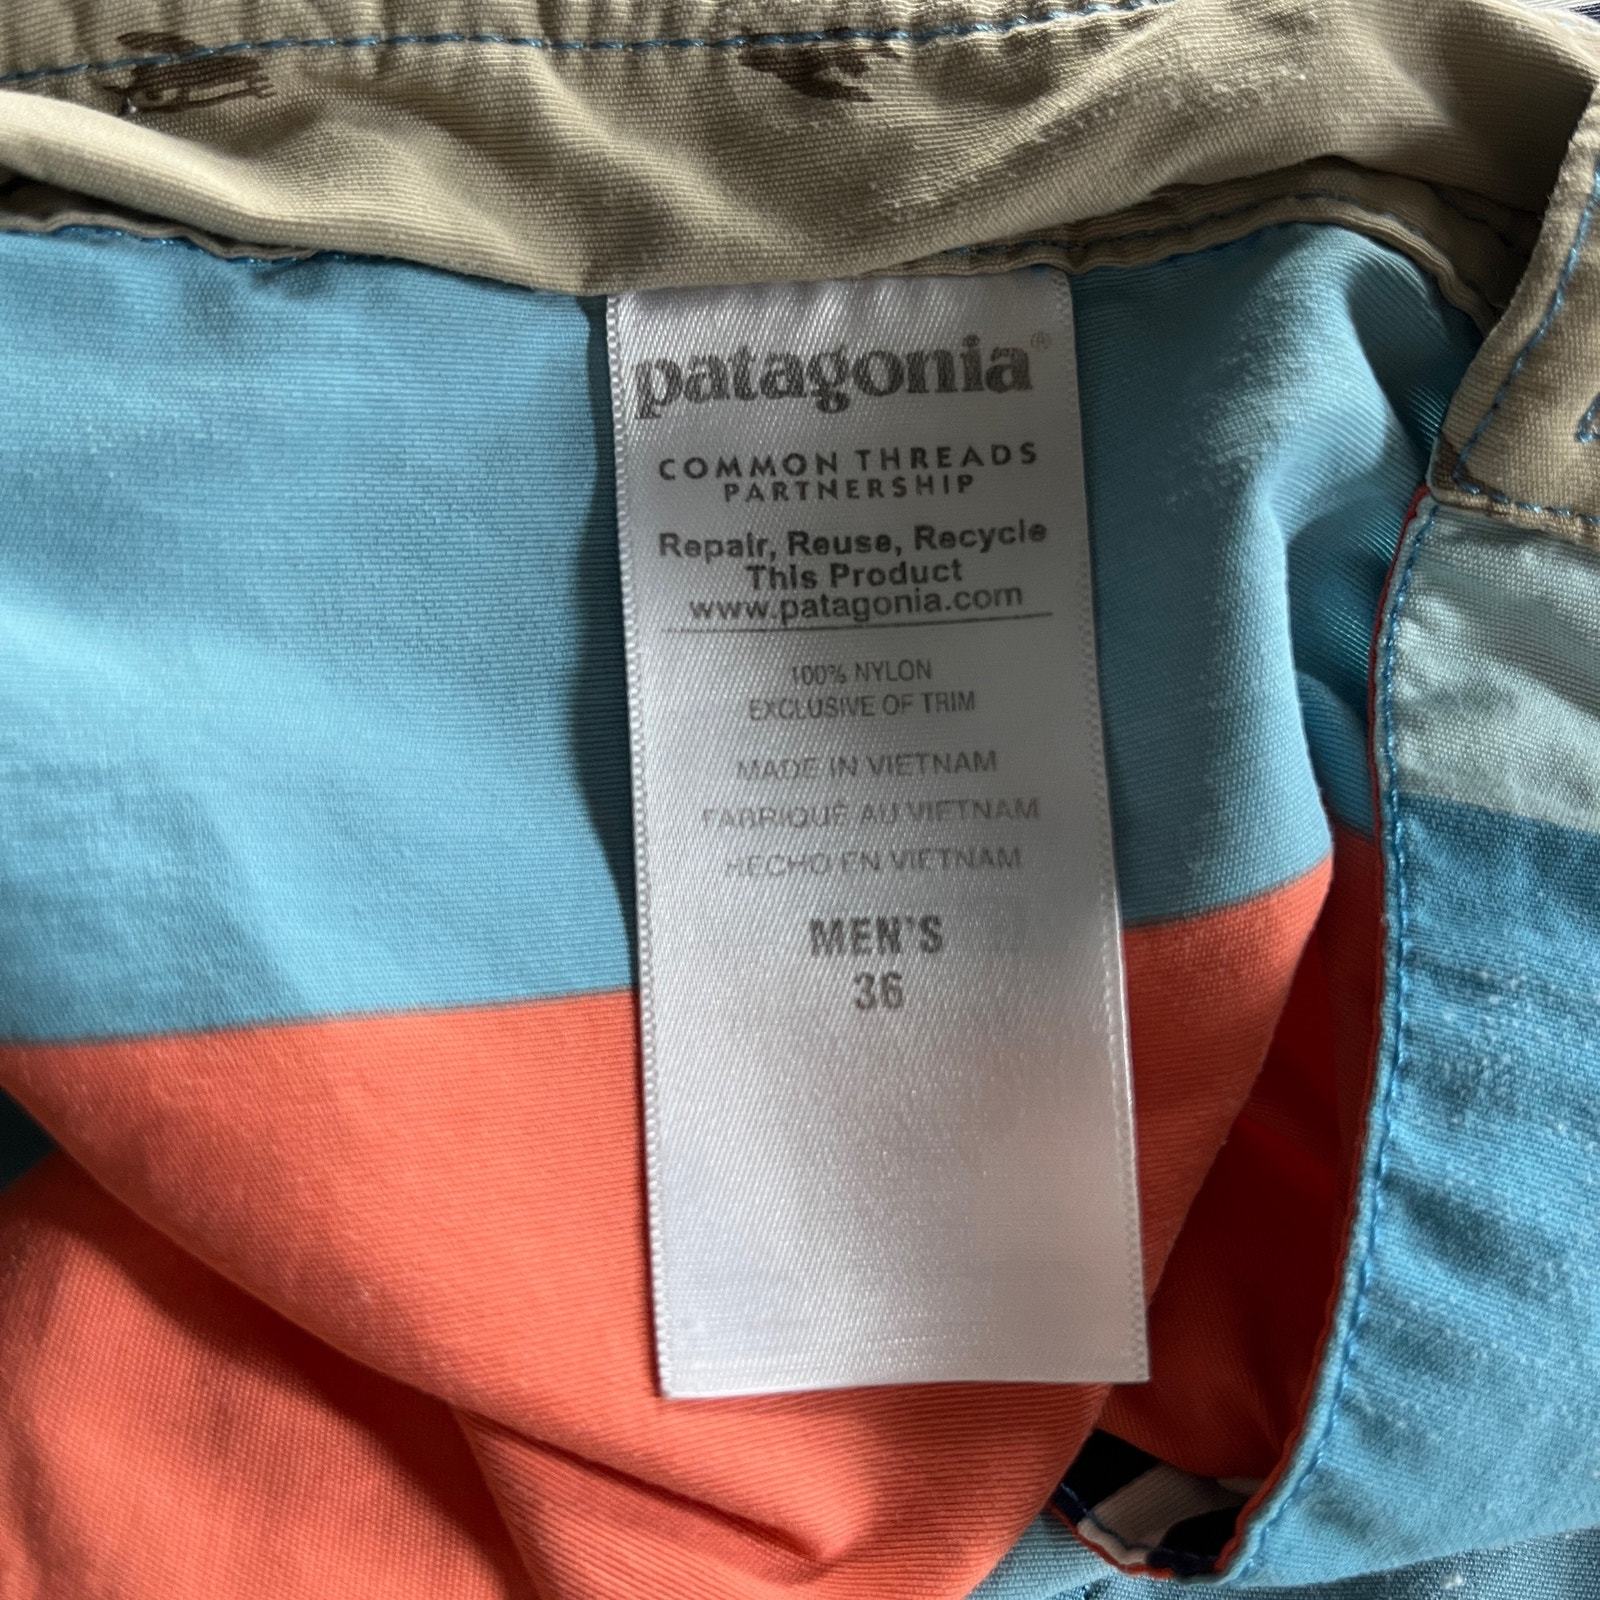 patagonia®
COMMON THREADS
PARTNERSHIP
Repair, Reuse, Recycle
This Product
www.patagonia.com
100% NYLON
EXCLUSIVE OF TRIM
MADE IN VIETNAM
FABRIQUÉ AU VIETNAM
HECHO EN VIETNAM
MEN'S
36